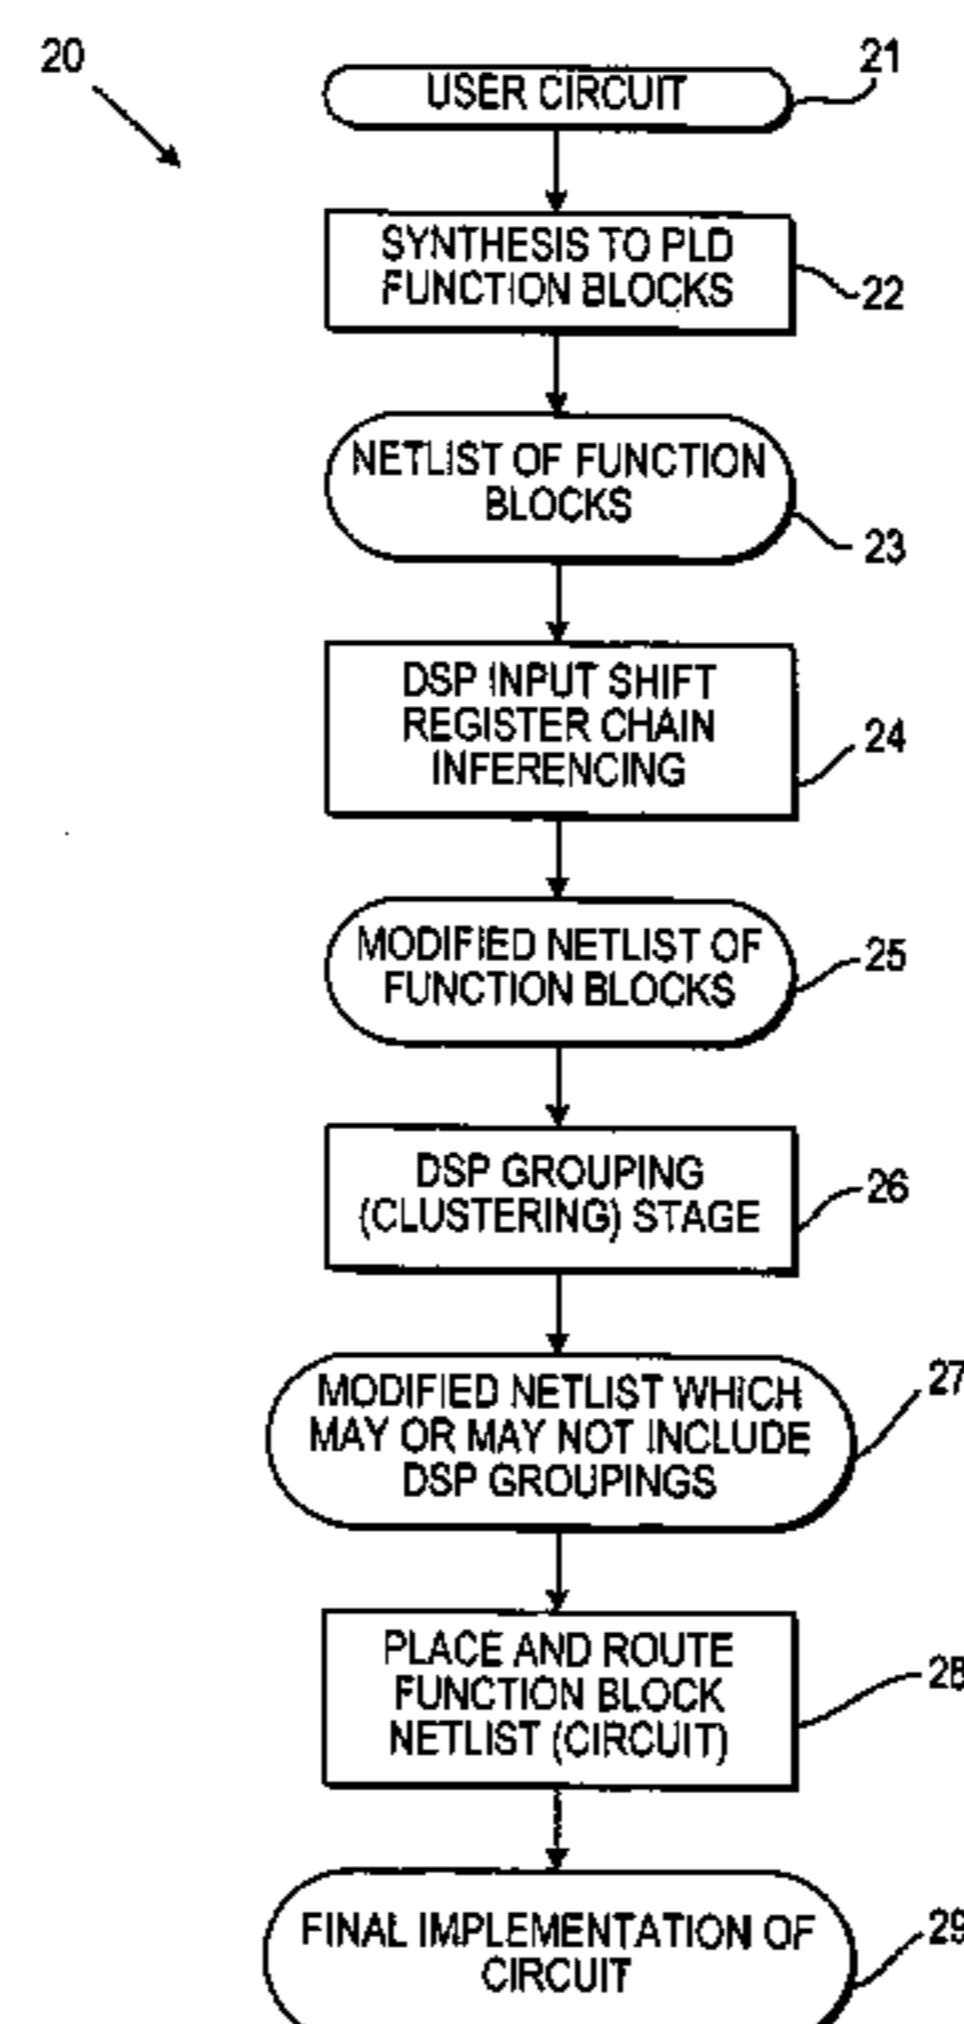 20
21
USER CIRCUIT
SYNTHESIS TO PLD
FUNCTION BLOCKS
22
NETLIST OF FUNCTION
BLOCKS
23
DSP INPUT SHIFT
REGISTER CHAIN
INFERENCING
24
MODIFIED NETLIST OF
FUNCTION BLOCKS
25
DSP GROUPING
(CLUSTERING) STAGE
26
MODIFIED NETLIST WHICH
MAY OR MAY NOT INCLUDE
DSP GROUPINGS
27
PLACE AND ROUTE
FUNCTION BLOCK
NETLIST (CIRCUIT)
28
FINAL IMPLEMENTATION OF
CIRCUIT
29